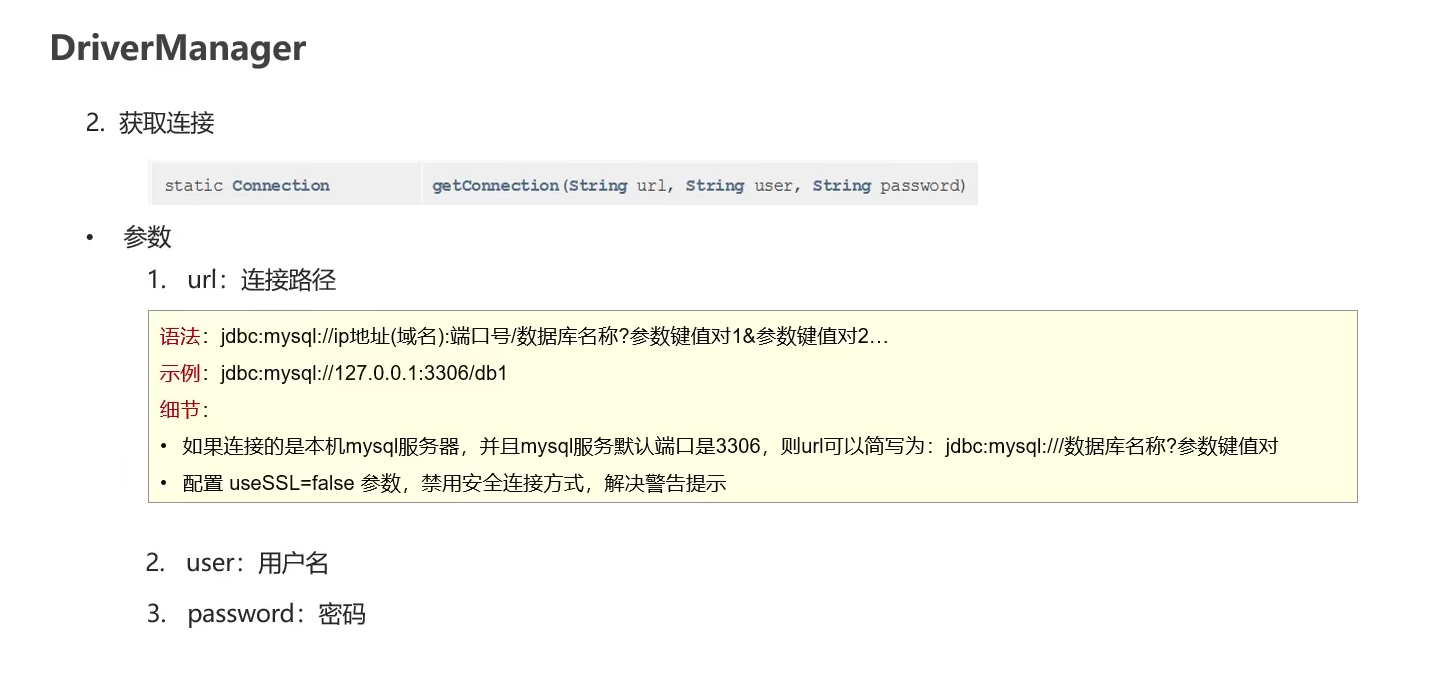 DriverManager
2. 获取连接
static Connection getConnection(String url, String user, String password)
• 参数
1. url：连接路径
语法：jdbc:mysql://ip地址(域名):端口号/数据库名称?参数键值对1&参数键值对2…
示例：jdbc:mysql://127.0.0.1:3306/db1
细节：
• 如果连接的是本机mysql服务器，并且mysql服务默认端口是3306，则url可以简写为：jdbc:mysql:///数据库名称?参数键值对
• 配置 useSSL=false 参数，禁用安全连接方式，解决警告提示
2. user：用户名
3. password：密码